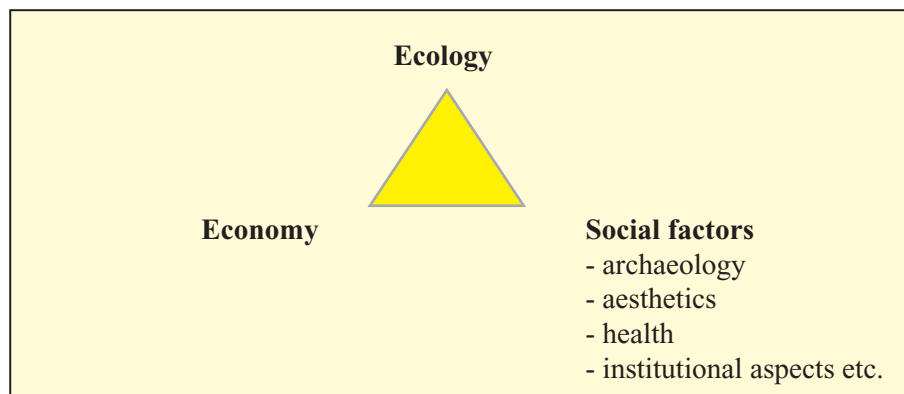 Ecology
Economy
Social factors
- archaeology
- aesthetics
- health
- institutional aspects etc.